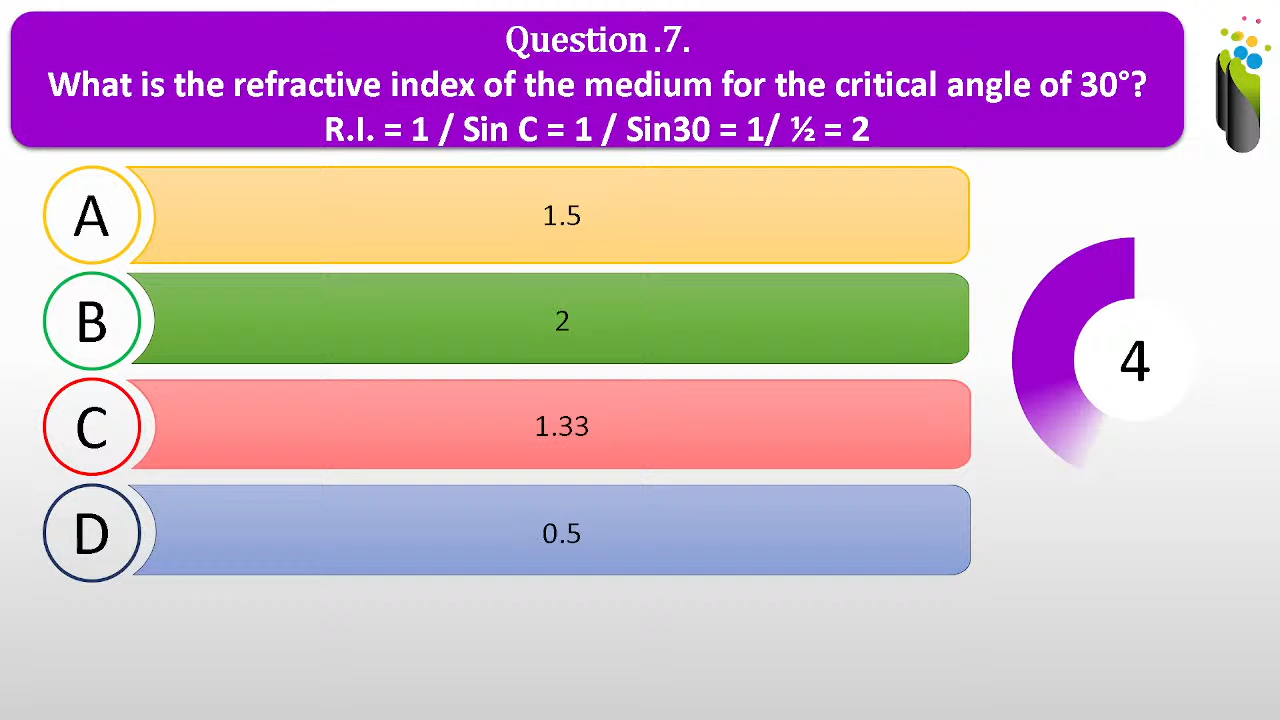 Question .7.
What is the refractive index of the medium for the critical angle of 30°?
R.I. = 1 / Sin C = 1 / Sin30 = 1/ ½ = 2
A
1.5
B
2
4
C
1.33
D
0.5